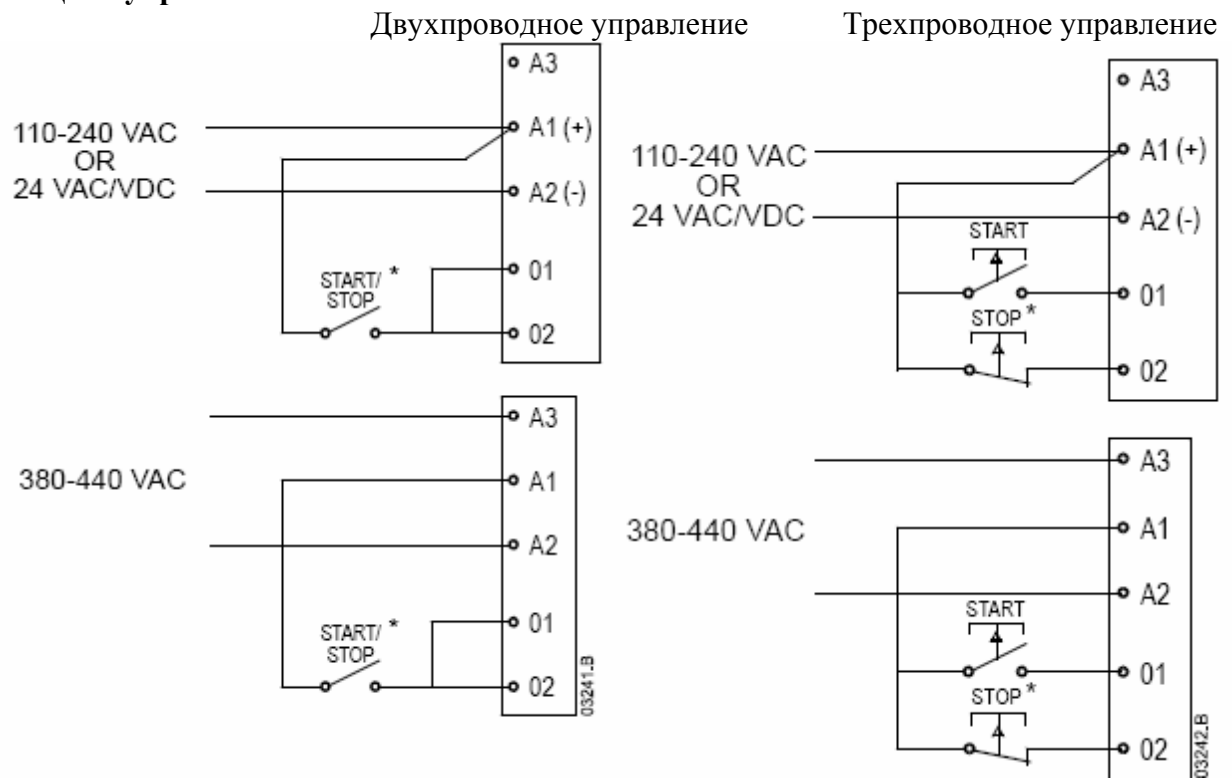 Двухпроводное управление
A3
110-240 VAC
OR
24 VAC/VDC
A1 (+)
A2 (-)
START/ *
STOP
01
02
A3
380-440 VAC
A1
A2
START/ *
STOP
01
02
03241.B
Трехпроводное управление
A3
110-240 VAC
OR
24 VAC/VDC
A1 (+)
A2 (-)
START
01
STOP *
02
A3
380-440 VAC
A1
A2
START
01
STOP *
02
03242.B